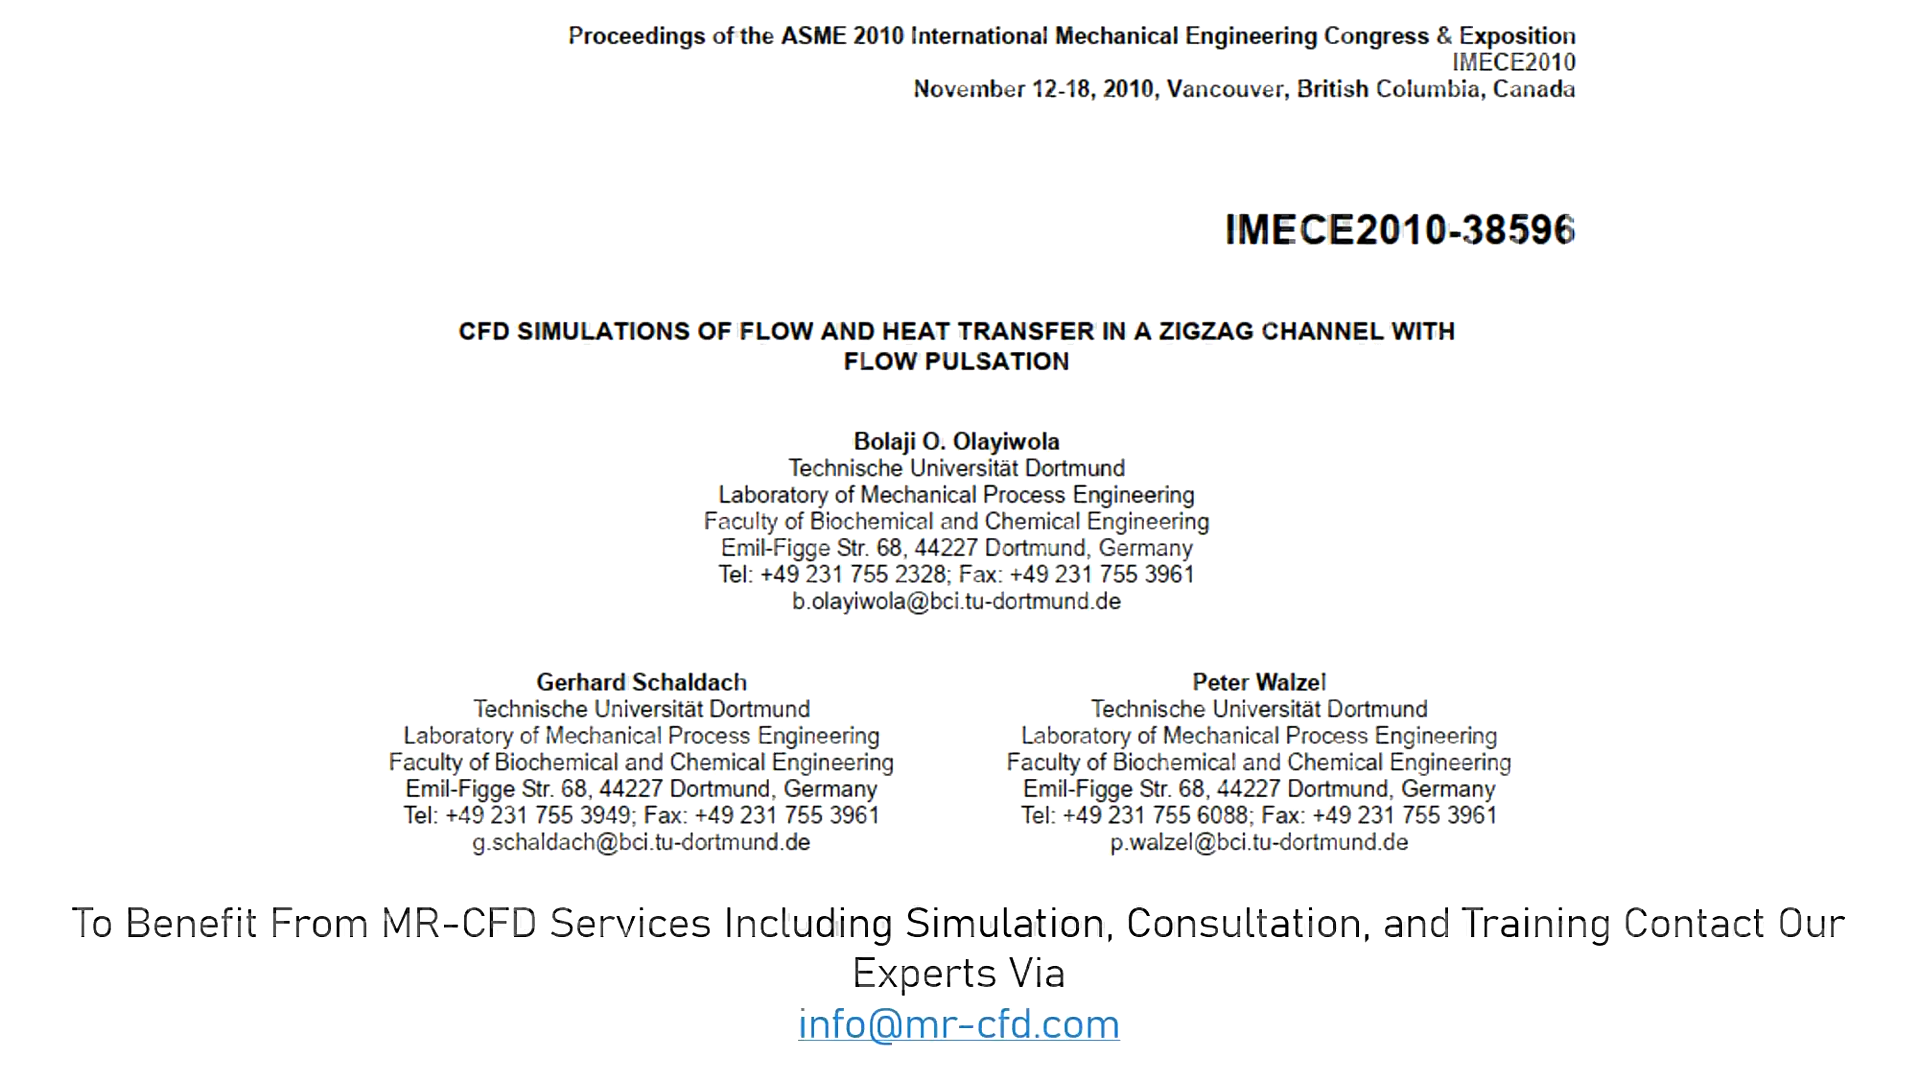 Proceedings of the ASME 2010 International Mechanical Engineering Congress & Exposition
IMECE2010
November 12-18, 2010, Vancouver, British Columbia, Canada
IMECE2010-38596
CFD SIMULATIONS OF FLOW AND HEAT TRANSFER IN A ZIGZAG CHANNEL WITH
FLOW PULSATION
Bolaji O. Olayiwola
Technische Universität Dortmund
Laboratory of Mechanical Process Engineering
Faculty of Biochemical and Chemical Engineering
Emil-Figge Str. 68, 44227 Dortmund, Germany
Tel: +49 231 755 2328; Fax: +49 231 755 3961
b.olayiwola@bci.tu-dortmund.de
Gerhard Schaldach
Technische Universität Dortmund
Laboratory of Mechanical Process Engineering
Faculty of Biochemical and Chemical Engineering
Emil-Figge Str. 68, 44227 Dortmund, Germany
Tel: +49 231 755 3949; Fax: +49 231 755 3961
g.schaldach@bci.tu-dortmund.de
Peter Walzel
Technische Universität Dortmund
Laboratory of Mechanical Process Engineering
Faculty of Biochemical and Chemical Engineering
Emil-Figge Str. 68, 44227 Dortmund, Germany
Tel: +49 231 755 6088; Fax: +49 231 755 3961
p.walzel@bci.tu-dortmund.de
To Benefit From MR-CFD Services Including Simulation, Consultation, and Training Contact Our
Experts Via
info@mr-cfd.com